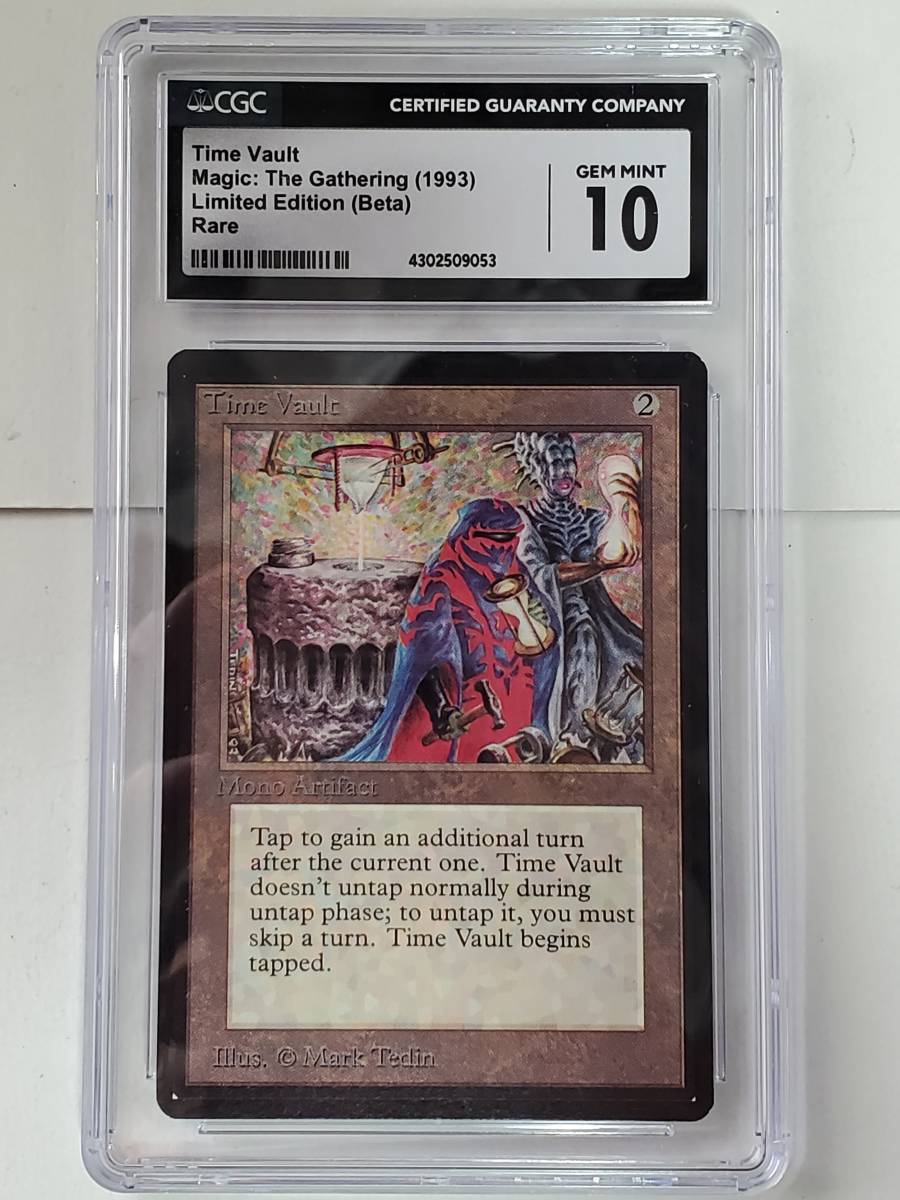 CGC
CERTIFIED GUARANTY COMPANY
Time Vault
Magic: The Gathering (1993)
Limited Edition (Beta)
Rare
GEM MINT
10
4302509053
Time Vault
2
Mono Artifact
Tap to gain an additional turn
after the current one. Time Vault
doesn't untap normally during
untap phase; to untap it, you must
skip a turn. Time Vault begins
tapped.
Illus. © Mark Tedin